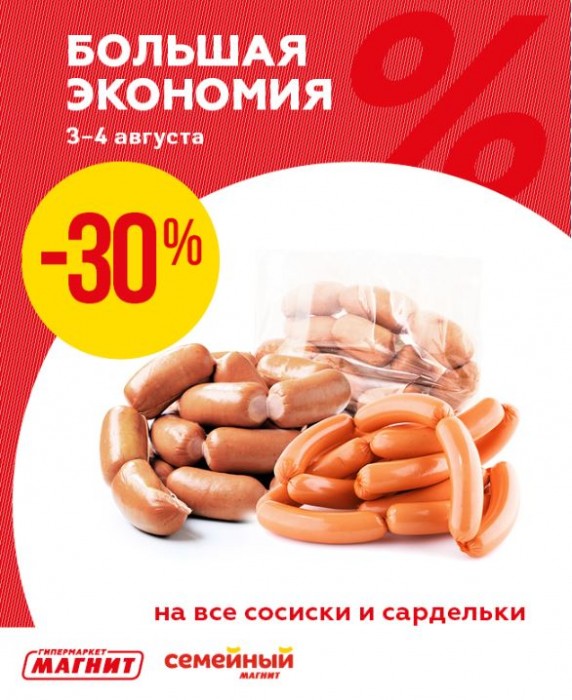 БОЛЬШАЯ
ЭКОНОМИЯ
3–4 августа
%
-30%
на все сосиски и сардельки
ГИПЕРМАРКЕТ
МАГНИТ
семейный
МАГНИТ